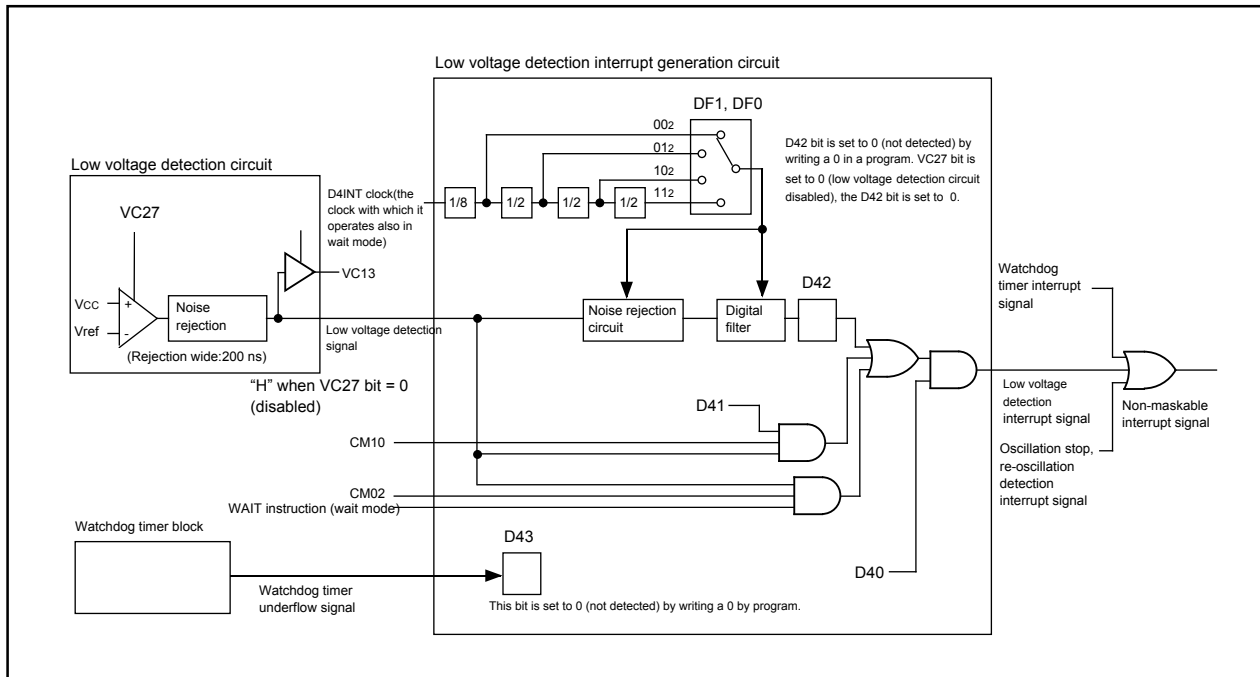 Low voltage detection interrupt generation circuit
DF1, DF0
002
012
102
112
D42 bit is set to 0 (not detected) by
writing a 0 in a program. VC27 bit is
set to 0 (low voltage detection circuit
disabled), the D42 bit is set to  0.
Low voltage detection circuit
D4INT clock(the
clock with which it
operates also in
wait mode)
1/8
1/2
1/2
1/2
VC27
VC13
VCC
+
Vref
-
Noise
rejection
(Rejection wide:200 ns)
Low voltage detection
signal
Noise rejection
circuit
Digital
filter
D42
Watchdog
timer interrupt
signal
“H” when VC27 bit = 0
(disabled)
D41
CM10
Low voltage
detection
interrupt signal
Non-maskable
interrupt signal
Oscillation stop,
re-oscillation
detection
interrupt signal
CM02
WAIT instruction (wait mode)
Watchdog timer block
D43
D40
Watchdog timer
underflow signal
This bit is set to 0 (not detected) by writing a 0 by program.